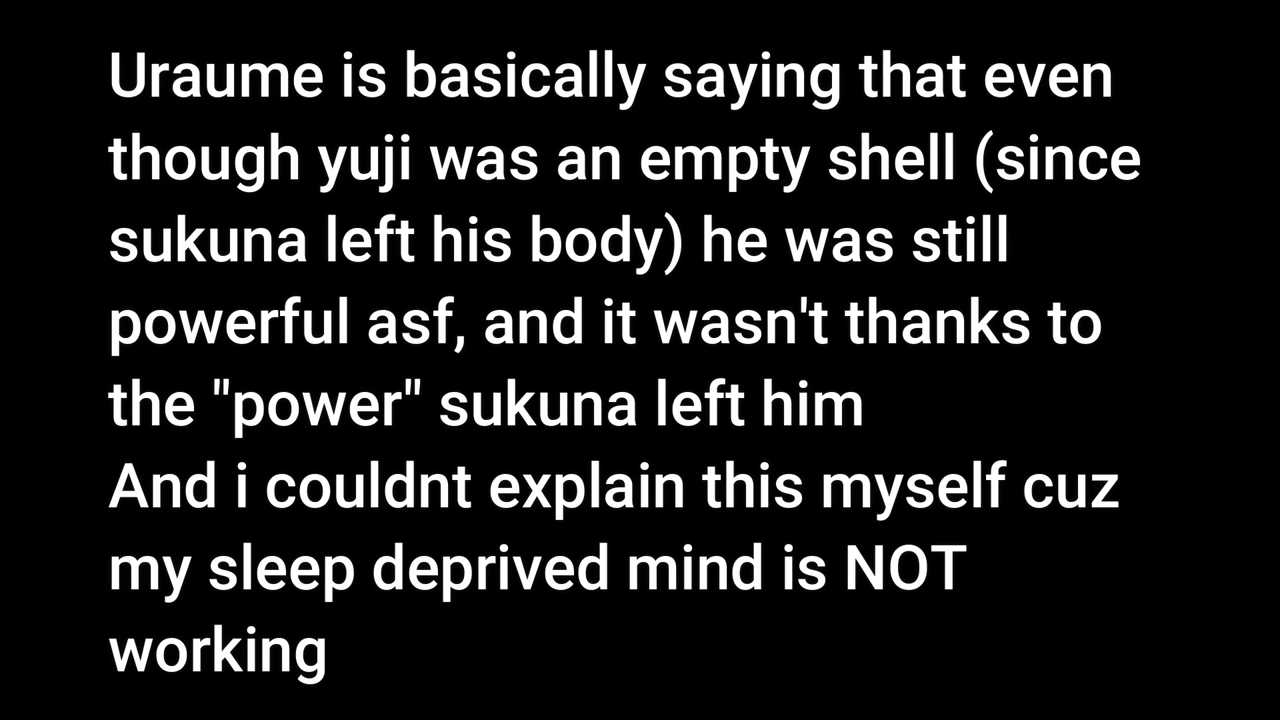 Uraume is basically saying that even
though yuji was an empty shell (since
sukuna left his body) he was still
powerful asf, and it wasn't thanks to
the "power" sukuna left him
And i couldnt explain this myself cuz
my sleep deprived mind is NOT
working